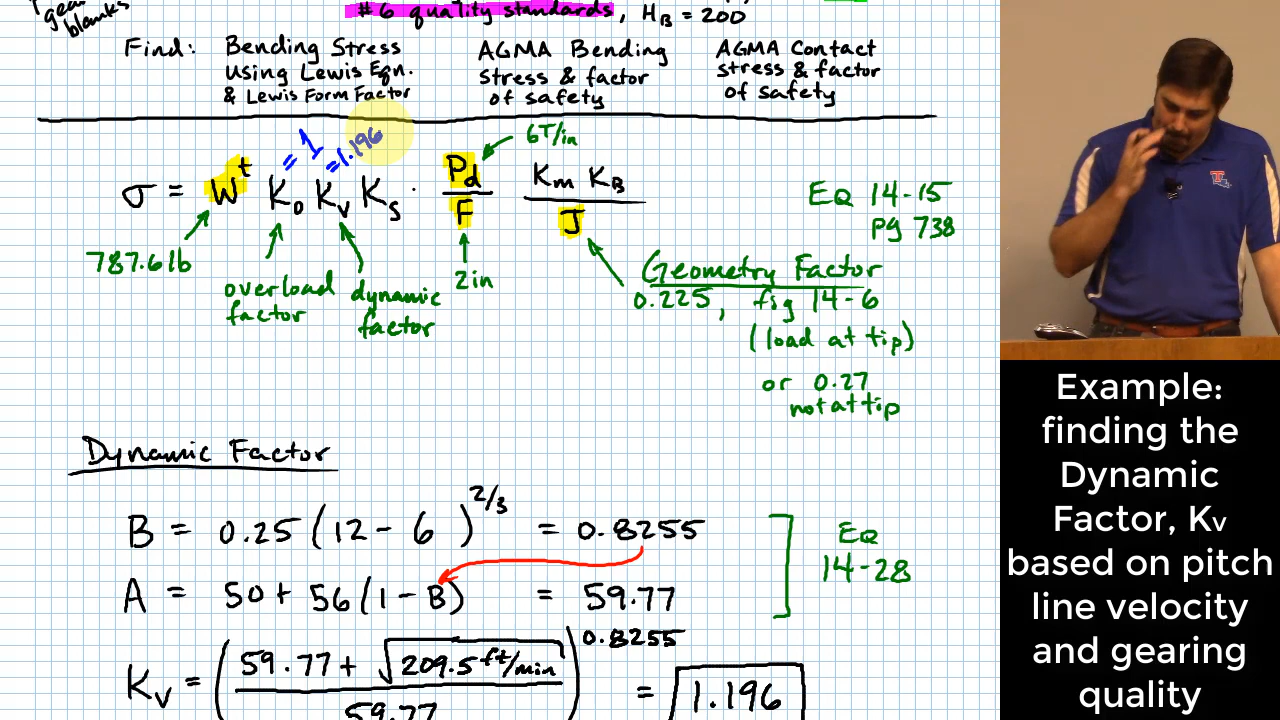 gear
blanks
#6 quality standards, H_B = 200
Find: Bending Stress
Using Lewis Eqn.
& Lewis Form Factor
AGMA Bending
stress & factor
of safety
AGMA Contact
stress & factor
of safety
= 1
= 1.196
6T/in
σ = W^t K_o K_v K_s · P_d/F K_m K_B/J
EQ 14-15
pg 738
787.6 lb
overload
factor
dynamic
factor
2in
Geometry Factor
0.225, fig 14-6
(load at tip)
or 0.27
not at tip
Dynamic Factor
B = 0.25 (12 - 6)^2/3 = 0.8255
A = 50 + 56 (1 - B) = 59.77
EQ
14-28
K_v = (59.77 + √209.5 ft/min / 59.77)^0.8255 = 1.196
Example:
finding the
Dynamic
Factor, Kv
based on pitch
line velocity
and gearing
quality